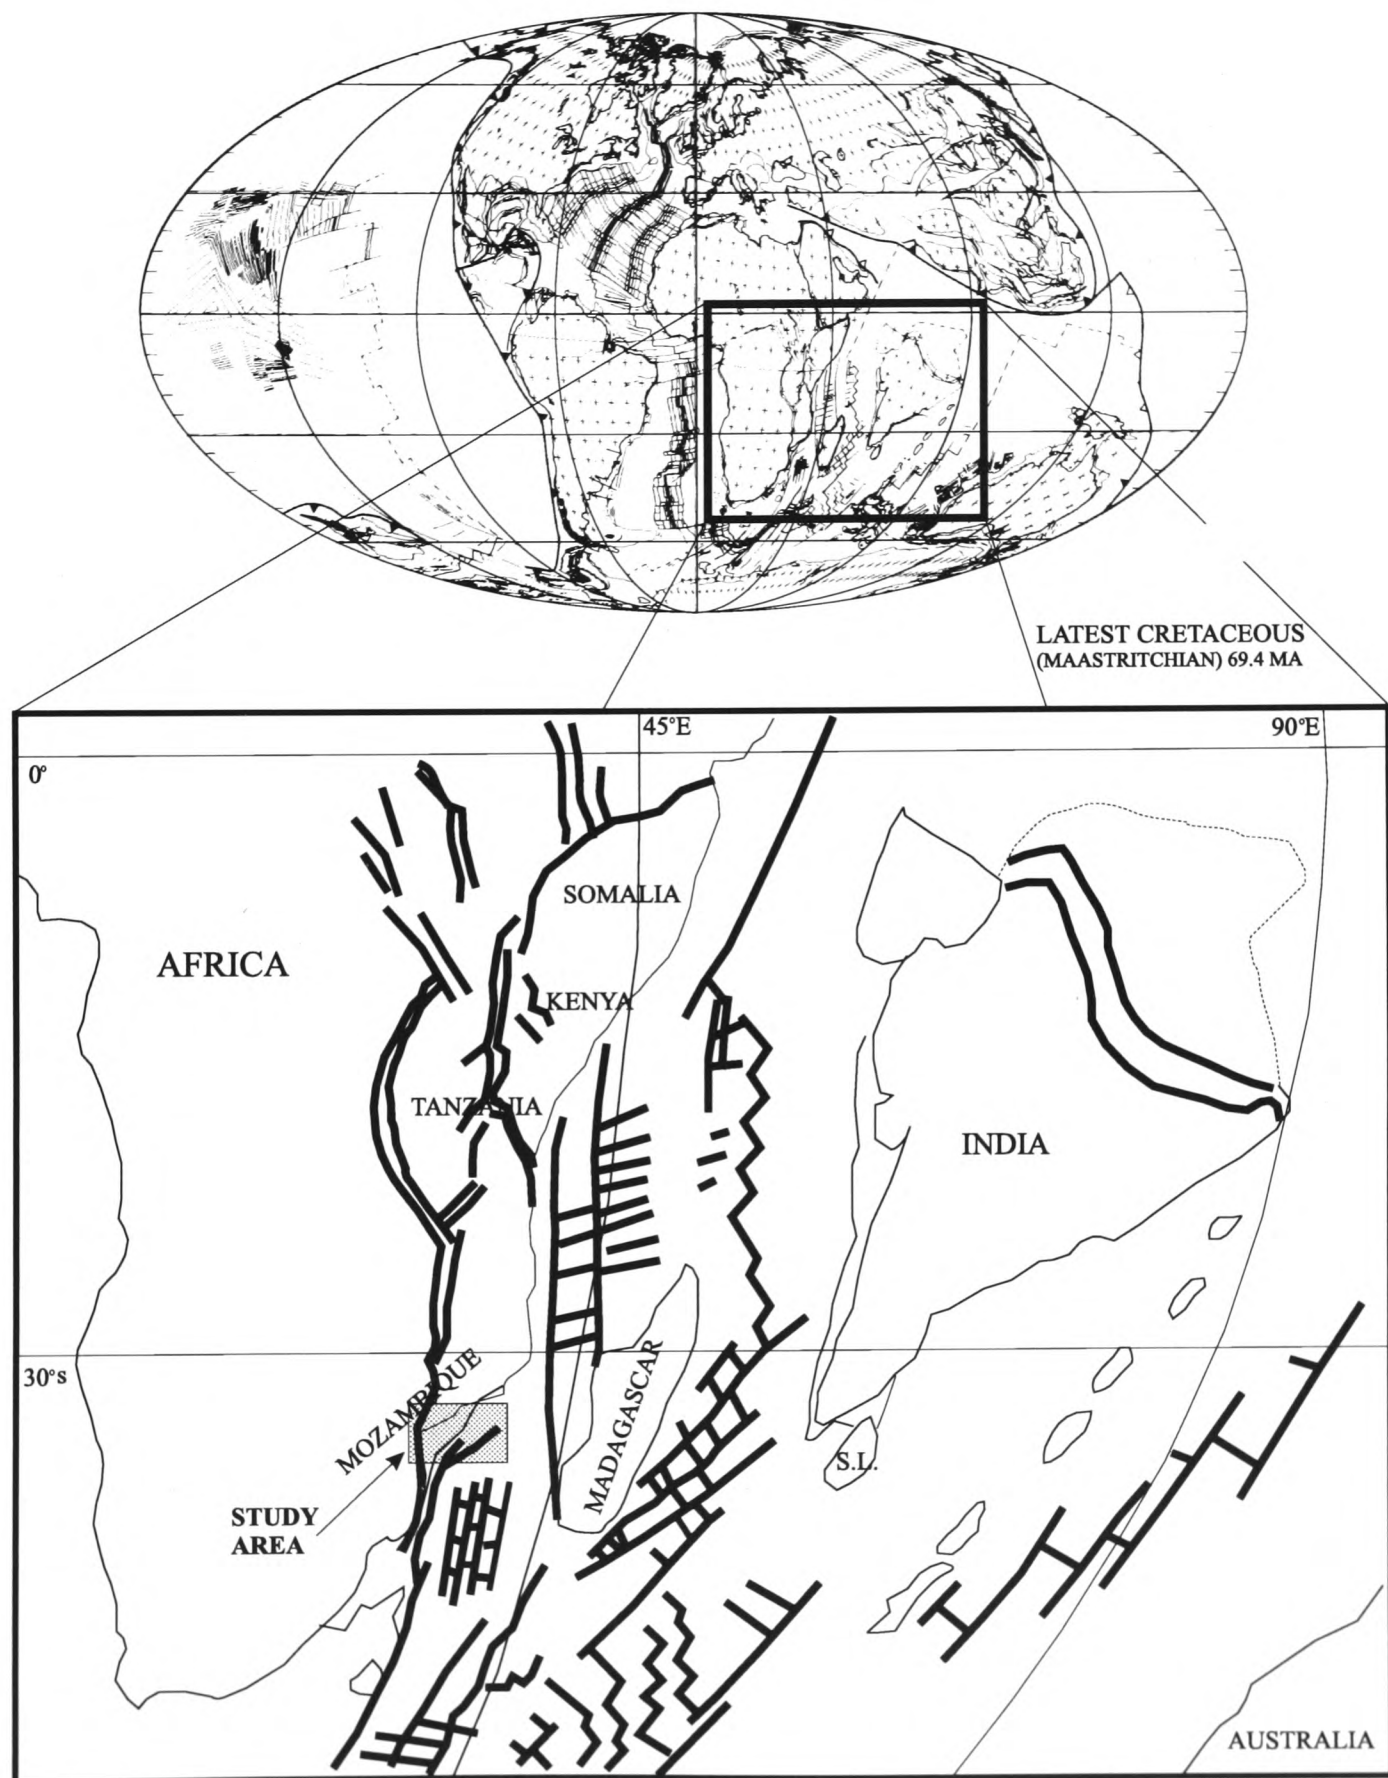 LATEST CRETACEOUS
(MAASTRITCHIAN) 69.4 MA
45°E
90°E
0°
SOMALIA
AFRICA
KENYA
TANZANIA
INDIA
30°s
MOZAMBIQUE
MADAGASCAR
S.L.
STUDY
AREA
AUSTRALIA